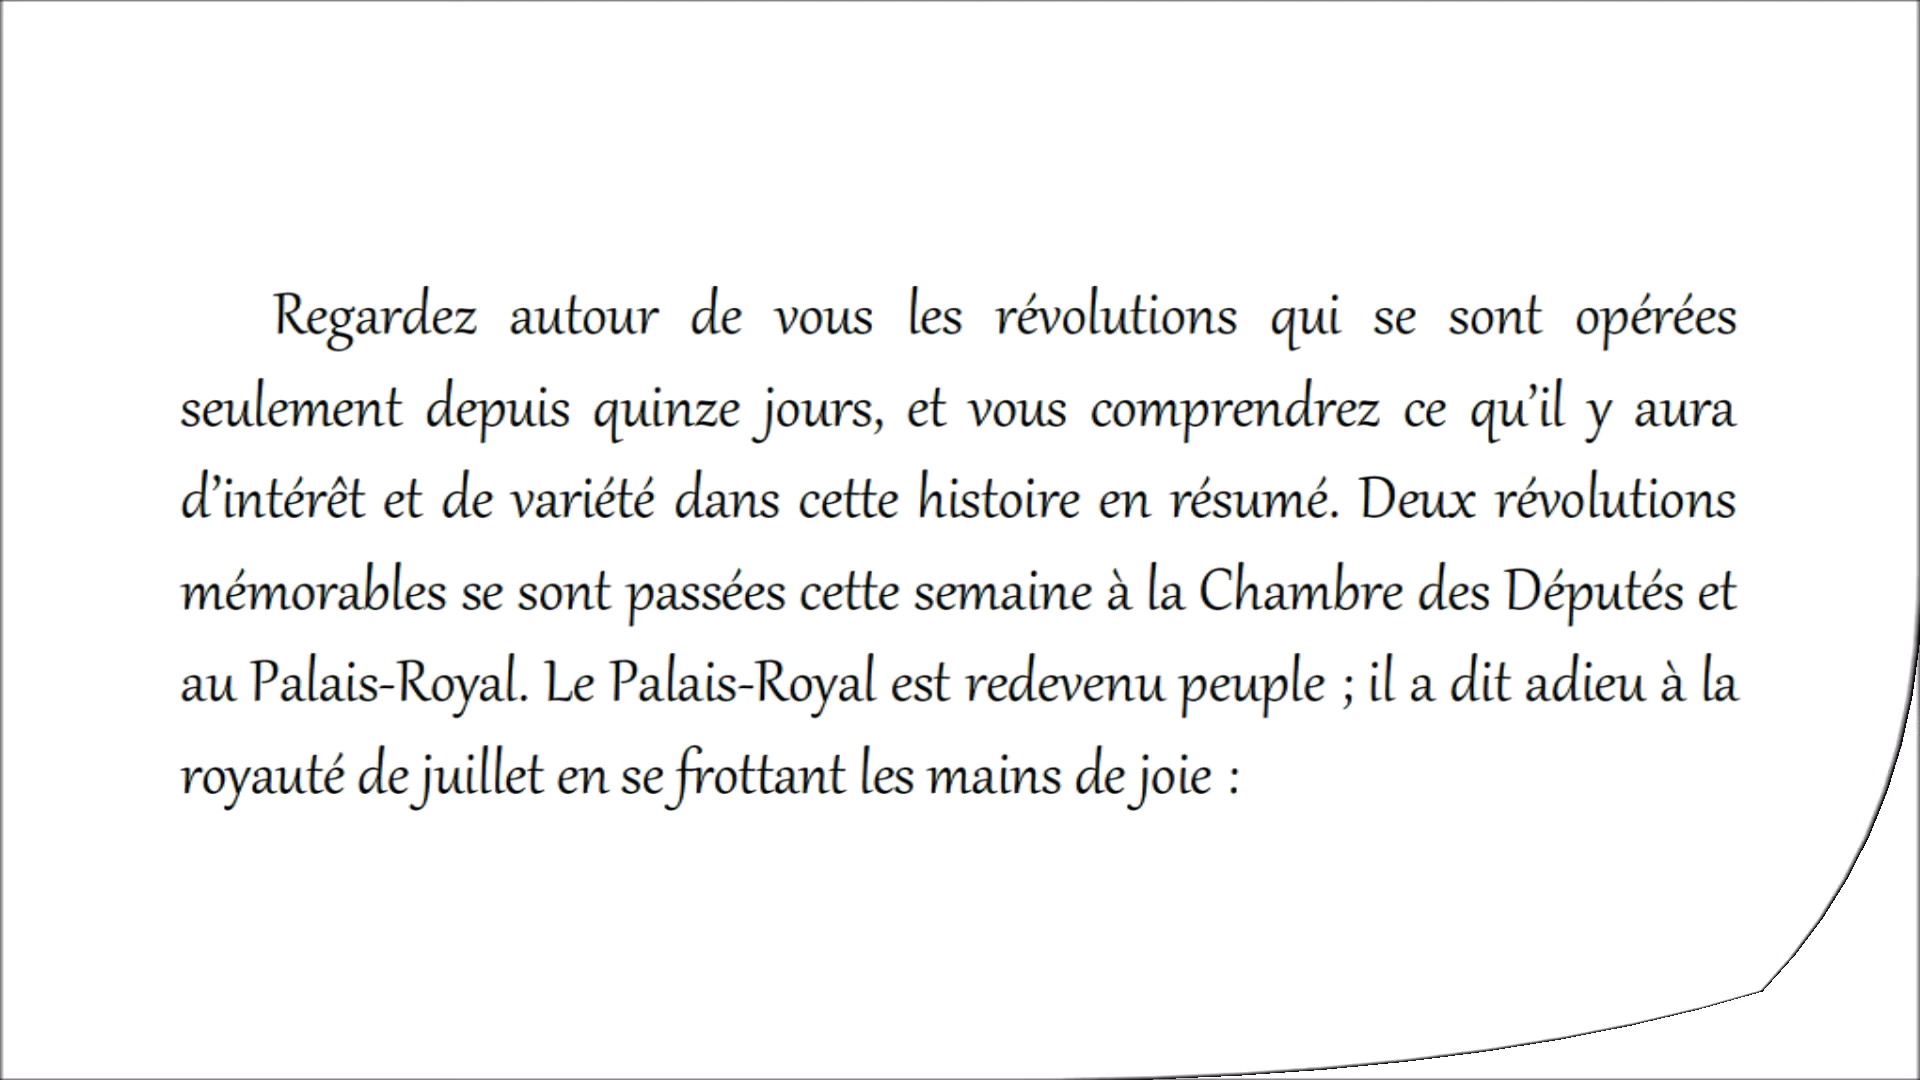 Regardez autour de vous les révolutions qui se sont opérées
seulement depuis quinze jours, et vous comprendrez ce qu’il y aura
d’intérêt et de variété dans cette histoire en résumé. Deux révolutions
mémorables se sont passées cette semaine à la Chambre des Députés et
au Palais-Royal. Le Palais-Royal est redevenu peuple ; il a dit adieu à la
royauté de juillet en se frottant les mains de joie :